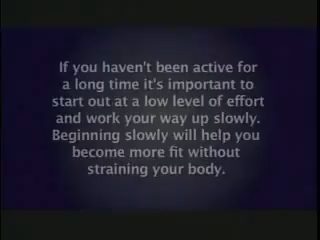 If you haven't been active for
a long time it's important to
start out at a low level of effort
and work your way up slowly.
Beginning slowly will help you
become more fit without
straining your body.